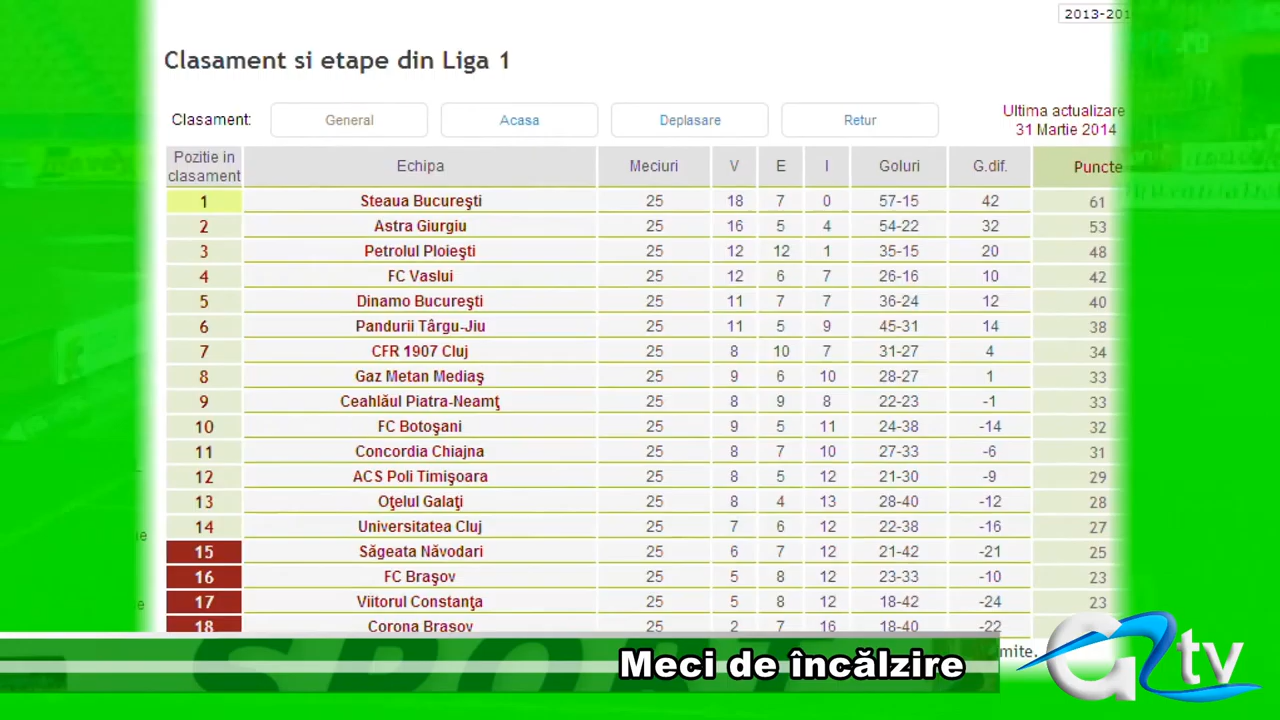 2013-201
Clasament si etape din Liga 1
Clasament: General Acasa Deplasare Retur
Ultima actualizare
31 Martie 2014
Pozitie in clasament Echipa Meciuri V E I Goluri G.dif. Puncte
1 Steaua Bucureşti 25 18 7 0 57-15 42 61
2 Astra Giurgiu 25 16 5 4 54-22 32 53
3 Petrolul Ploieşti 25 12 12 1 35-15 20 48
4 FC Vaslui 25 12 6 7 26-16 10 42
5 Dinamo Bucureşti 25 11 7 7 36-24 12 40
6 Pandurii Târgu-Jiu 25 11 5 9 45-31 14 38
7 CFR 1907 Cluj 25 8 10 7 31-27 4 34
8 Gaz Metan Mediaş 25 9 6 10 28-27 1 33
9 Ceahlăul Piatra-Neamţ 25 8 9 8 22-23 -1 33
10 FC Botoşani 25 9 5 11 24-38 -14 32
11 Concordia Chiajna 25 8 7 10 27-33 -6 31
12 ACS Poli Timişoara 25 8 5 12 21-30 -9 29
13 Oţelul Galaţi 25 8 4 13 28-40 -12 28
14 Universitatea Cluj 25 7 6 12 22-38 -16 27
15 Săgeata Năvodari 25 6 7 12 21-42 -21 25
16 FC Braşov 25 5 8 12 23-33 -10 23
17 Viitorul Constanţa 25 5 8 12 18-42 -24 23
18 Corona Brasov 25 2 7 16 18-40 -22
mite.
SPORT
Meci de încălzire
G2tv